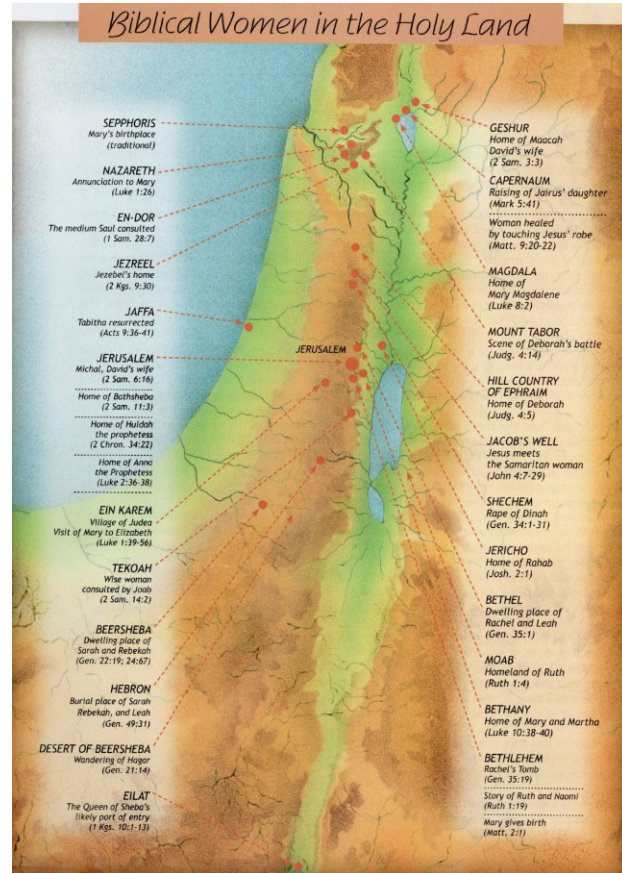 Biblical Women in the Holy Land
SEPPHORIS
Mary's birthplace
(traditional)
NAZARETH
Annunciation to Mary
(Luke 1:26)
EN-DOR
The medium Saul consulted
(1 Sam. 28:7)
JEZREEL
Jezebel's home
(2 Kgs. 9:30)
JAFFA
Tabitha resurrected
(Acts 9:36-41)
JERUSALEM
Michal, David's wife
(2 Sam. 6:16)
Home of Bathsheba
(2 Sam. 11:3)
Home of Huldah
the prophetess
(2 Chron. 34:22)
Home of Anna
the Prophetess
(Luke 2:36-38)
EIN KAREM
Village of Judea
Visit of Mary to Elizabeth
(Luke 1:39-56)
TEKOAH
Wise woman
consulted by Joab
(2 Sam. 14:2)
BEERSHEBA
Dwelling place of
Sarah and Rebekah
(Gen. 22:19; 24:67)
HEBRON
Burial place of Sarah
Rebekah, and Leah
(Gen. 49:31)
DESERT OF BEERSHEBA
Wandering of Hagar
(Gen. 21:14)
EILAT
The Queen of Sheba's
likely port of entry
(1 Kgs. 10:1-13)
JERUSALEM
GESHUR
Home of Maacah
David's wife
(2 Sam. 3:3)
CAPERNAUM
Raising of Jairus' daughter
(Mark 5:41)
Woman healed
by touching Jesus' robe
(Matt. 9:20-22)
MAGDALA
Home of
Mary Magdalene
(Luke 8:2)
MOUNT TABOR
Scene of Deborah's battle
(Judg. 4:14)
HILL COUNTRY
OF EPHRAIM
Home of Deborah
(Judg. 4:5)
JACOB'S WELL
Jesus meets
the Samaritan woman
(John 4:7-29)
SHECHEM
Rape of Dinah
(Gen. 34:1-31)
JERICHO
Home of Rahab
(Josh. 2:1)
BETHEL
Dwelling place of
Rachel and Leah
(Gen. 35:1)
MOAB
Homeland of Ruth
(Ruth 1:4)
BETHANY
Home of Mary and Martha
(Luke 10:38-40)
BETHLEHEM
Rachel's Tomb
(Gen. 35:19)
Story of Ruth and Naomi
(Ruth 1:19)
Mary gives birth
(Matt. 2:1)